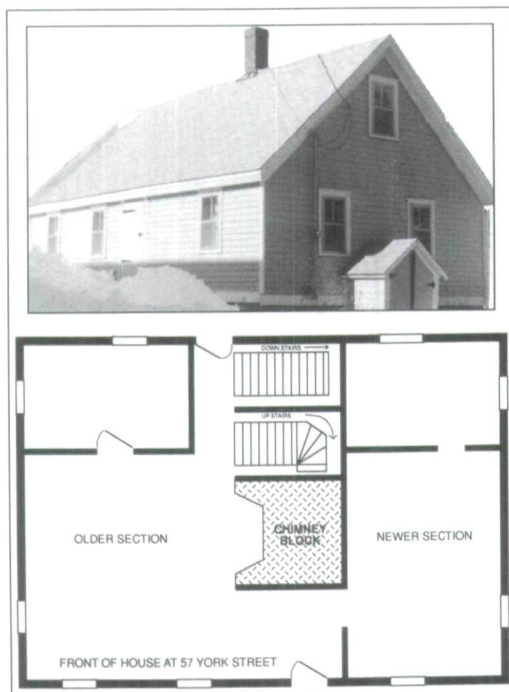 DOWN STAIRS
UP STAIRS
CHIMNEY
BLOCK
OLDER SECTION
NEWER SECTION
FRONT OF HOUSE AT 57 YORK STREET